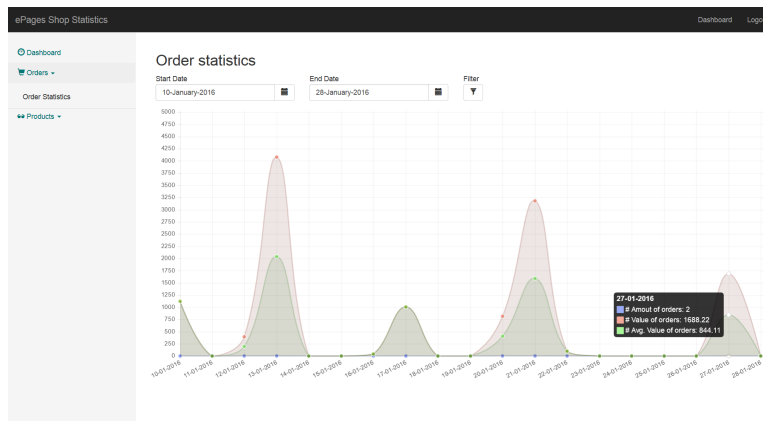 ePages Shop Statistics
Dashboard
Dashboard
Orders
Order Statistics
Products
Order statistics
Start Date
End Date
Filter
10-January-2016
28-January-2016
5000
4750
4500
4250
4000
3750
3500
3250
3000
2750
2500
2250
2000
1750
1500
1250
1000
750
500
250
0
27-01-2016
# Amout of orders: 2
# Value of orders: 1688.22
# Avg. Value of orders: 844.11
10-01-2016
11-01-2016
12-01-2016
13-01-2016
14-01-2016
15-01-2016
16-01-2016
17-01-2016
18-01-2016
19-01-2016
20-01-2016
21-01-2016
22-01-2016
23-01-2016
24-01-2016
25-01-2016
26-01-2016
27-01-2016
28-01-2016